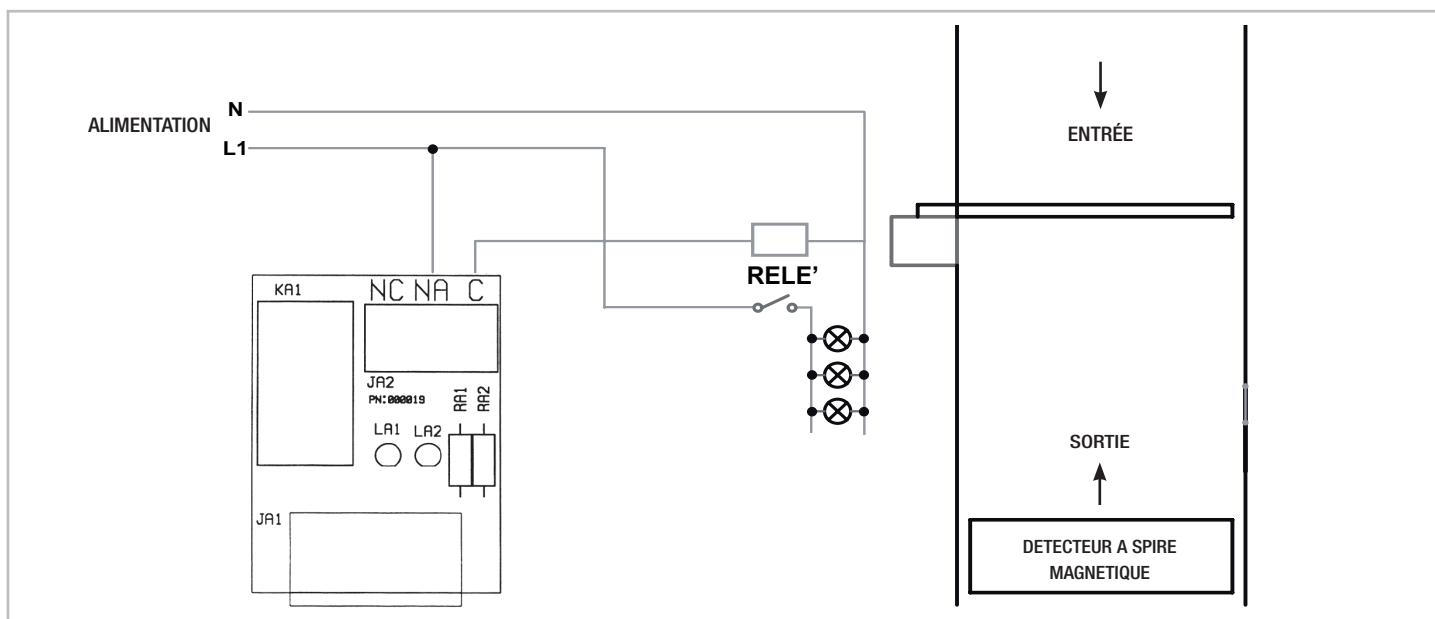 ALIMENTATION
N
L1
ENTRÉE
RELE’
KA1
NC NA C
JA2
PN:000019
RA1
RA2
LA1 LA2
JA1
SORTIE
DETECTEUR A SPIRE
MAGNETIQUE